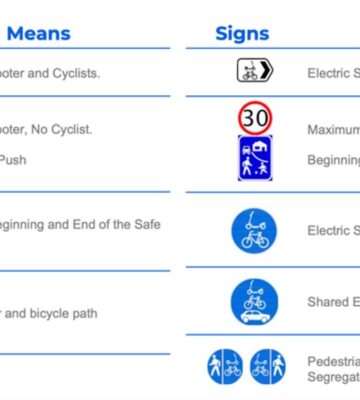 Means
ooter and Cyclists.
ooter, No Cyclist.
Push
eginning and End of the Safe
r and bicycle path
Signs
Electric S
30
Maximum
Beginning
Electric S
Shared E
Pedestria
Segregat